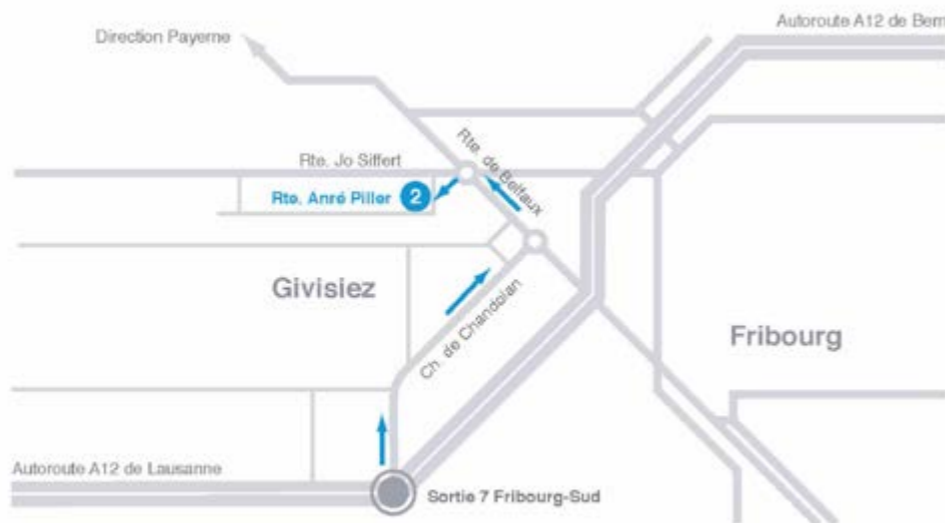 Autoroute A12 de Bern
Direction Payerne
Rte. de Belfaux
Rte. Jo Siffert
Rte. Anré Piller 2
Givisiez
Ch. de Chandolan
Fribourg
Autoroute A12 de Lausanne
Sortie 7 Fribourg-Sud